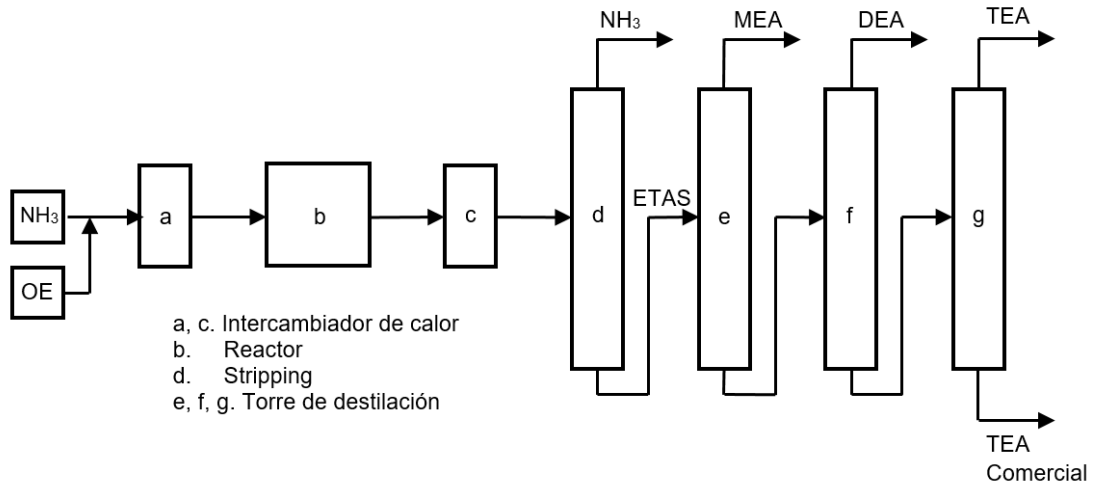 NH₃
MEA
DEA
TEA
NH₃
OE
a
b
c
d
ETAS
e
f
g
a, c. Intercambiador de calor
b. Reactor
d. Stripping
e, f, g. Torre de destilación
TEA
Comercial